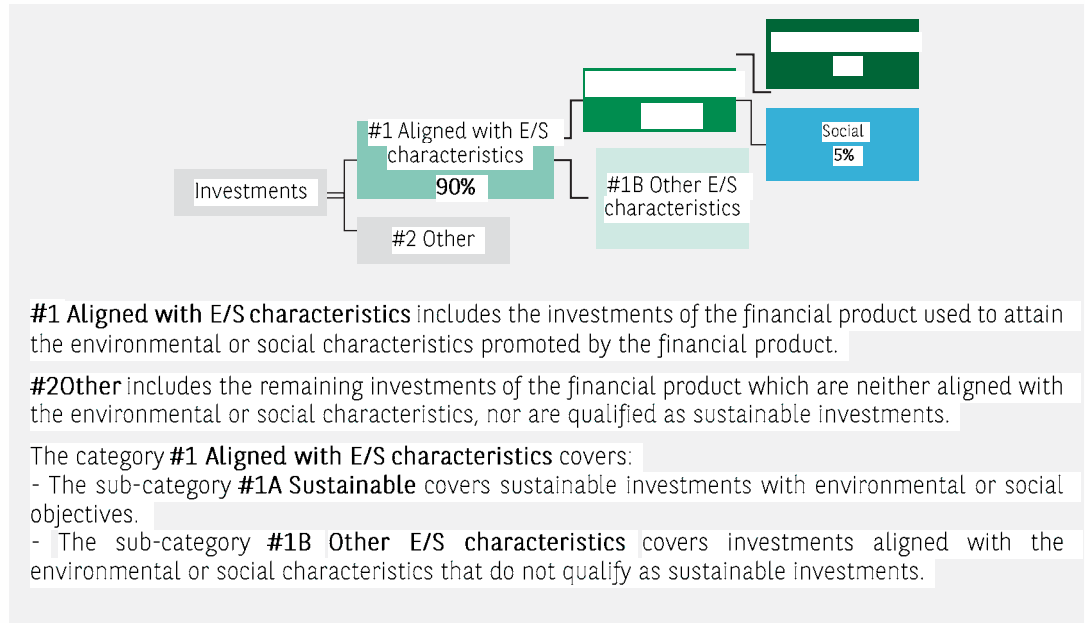 Social
5%
#1 Aligned with E/S
characteristics
90%
#1B Other E/S
characteristics
Investments
#2 Other
#1 Aligned with E/S characteristics includes the investments of the financial product used to attain
the environmental or social characteristics promoted by the financial product.
#2Other includes the remaining investments of the financial product which are neither aligned with
the environmental or social characteristics, nor are qualified as sustainable investments.
The category #1 Aligned with E/S characteristics covers:
- The sub-category #1A Sustainable covers sustainable investments with environmental or social
objectives.
- The sub-category #1B Other E/S characteristics covers investments aligned with the
environmental or social characteristics that do not qualify as sustainable investments.